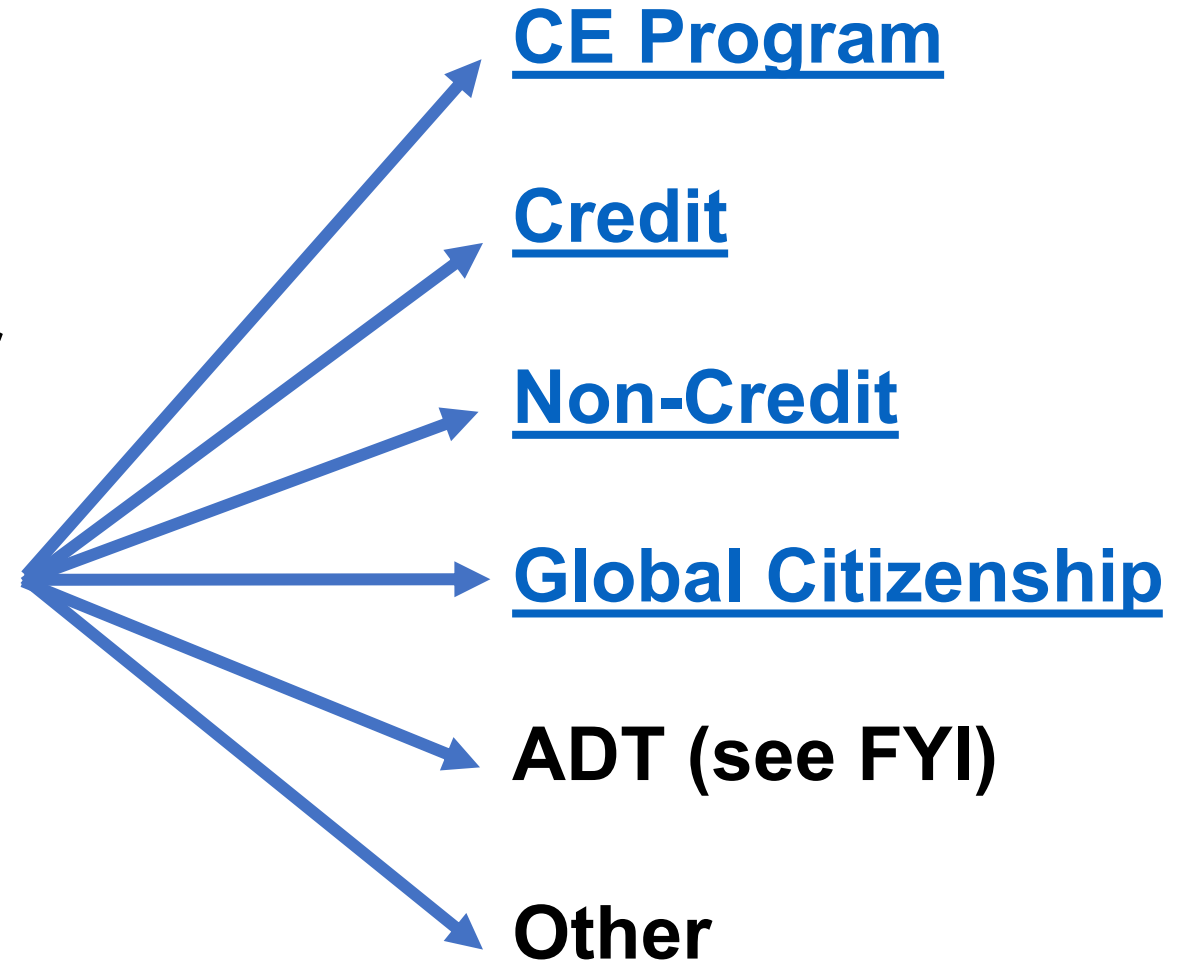 CE Program
Credit
Non-Credit
Global Citizenship
ADT (see FYI)
Other